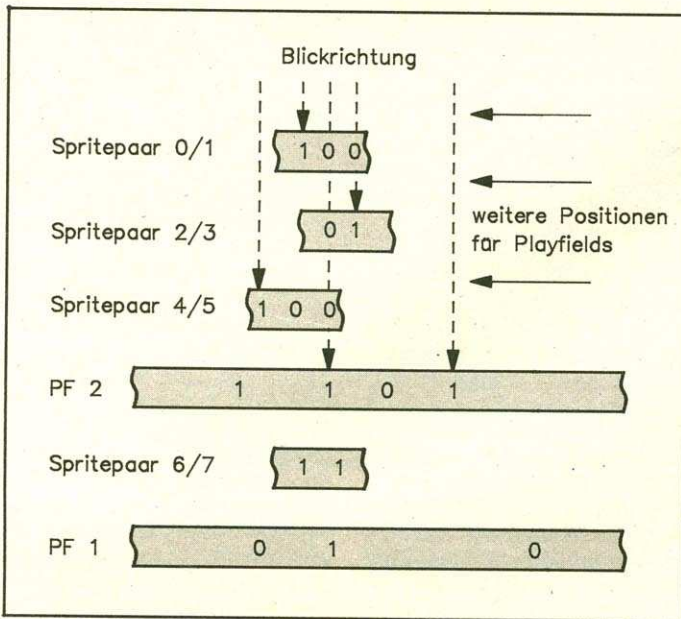 Blickrichtung
Spritepaar 0/1
1 0 0
Spritepaar 2/3
0 1
weitere Positionen
für Playfields
Spritepaar 4/5
1 0 0
PF 2
1 1 0 1
Spritepaar 6/7
1 1
PF 1
0 1 0